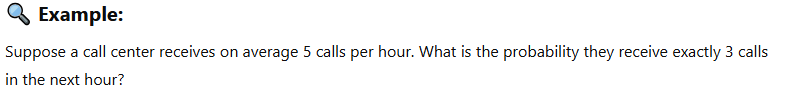 🔍 Example:
Suppose a call center receives on average 5 calls per hour. What is the probability they receive exactly 3 calls
in the next hour?